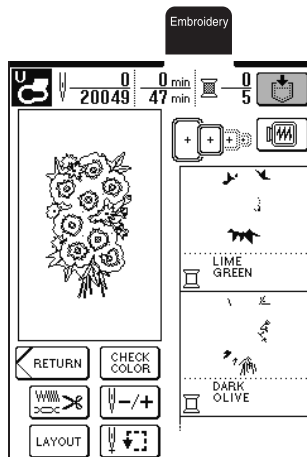 Embroidery
U
0
20049
0 min
47 min
0
5
LIME
GREEN
DARK
OLIVE
RETURN
CHECK
COLOR
-/+
LAYOUT